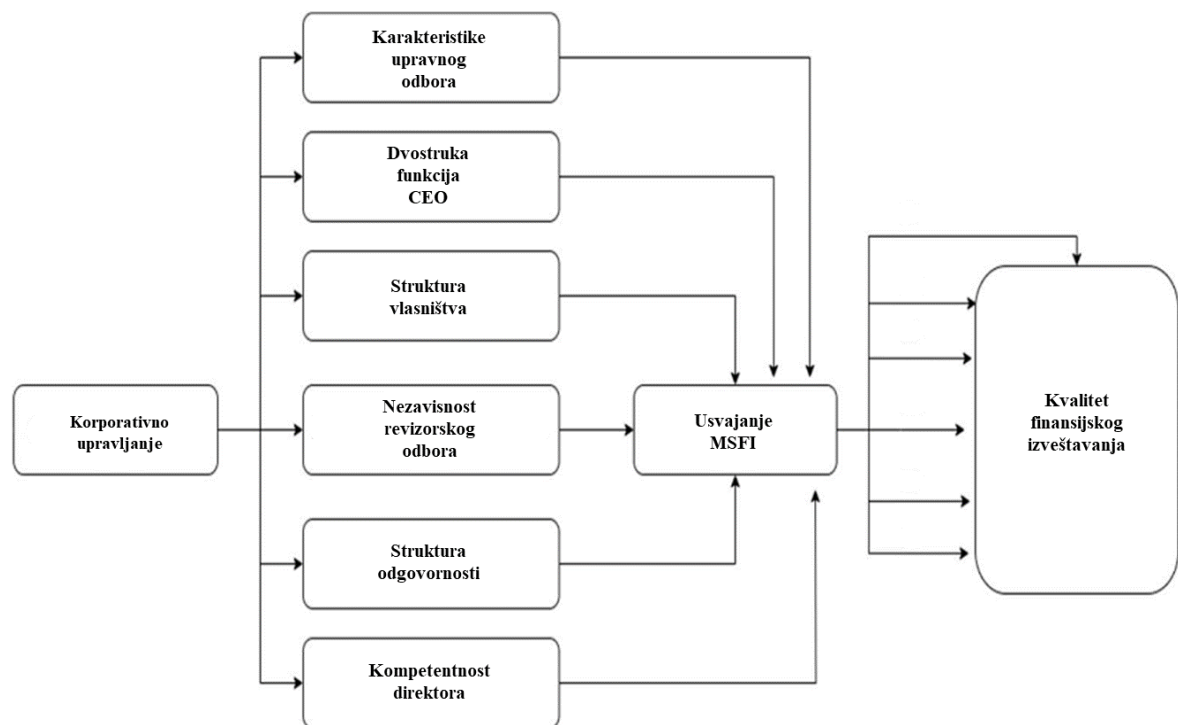 Karakteristike
upravnog
odbora
Dvostruka
funkcija
CEO
Struktura
vlasništva
Korporativno
upravljanje
Nezavisnost
revizorskog
odbora
Usvajanje
MSFI
Kvalitet
finansijskog
izveštavanja
Struktura
odgovornosti
Kompetentnost
direktora